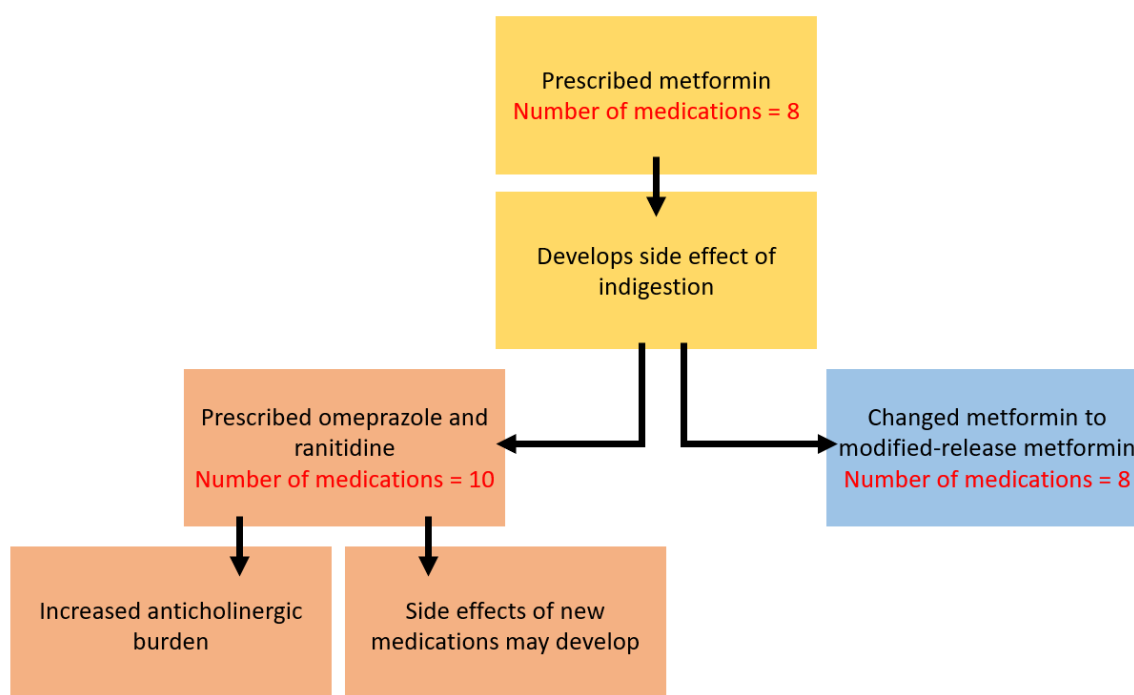 Prescribed metformin
Number of medications = 8
Develops side effect of
indigestion
Prescribed omeprazole and
ranitidine
Number of medications = 10
Changed metformin to
modified-release metformin
Number of medications = 8
Increased anticholinergic
burden
Side effects of new
medications may develop